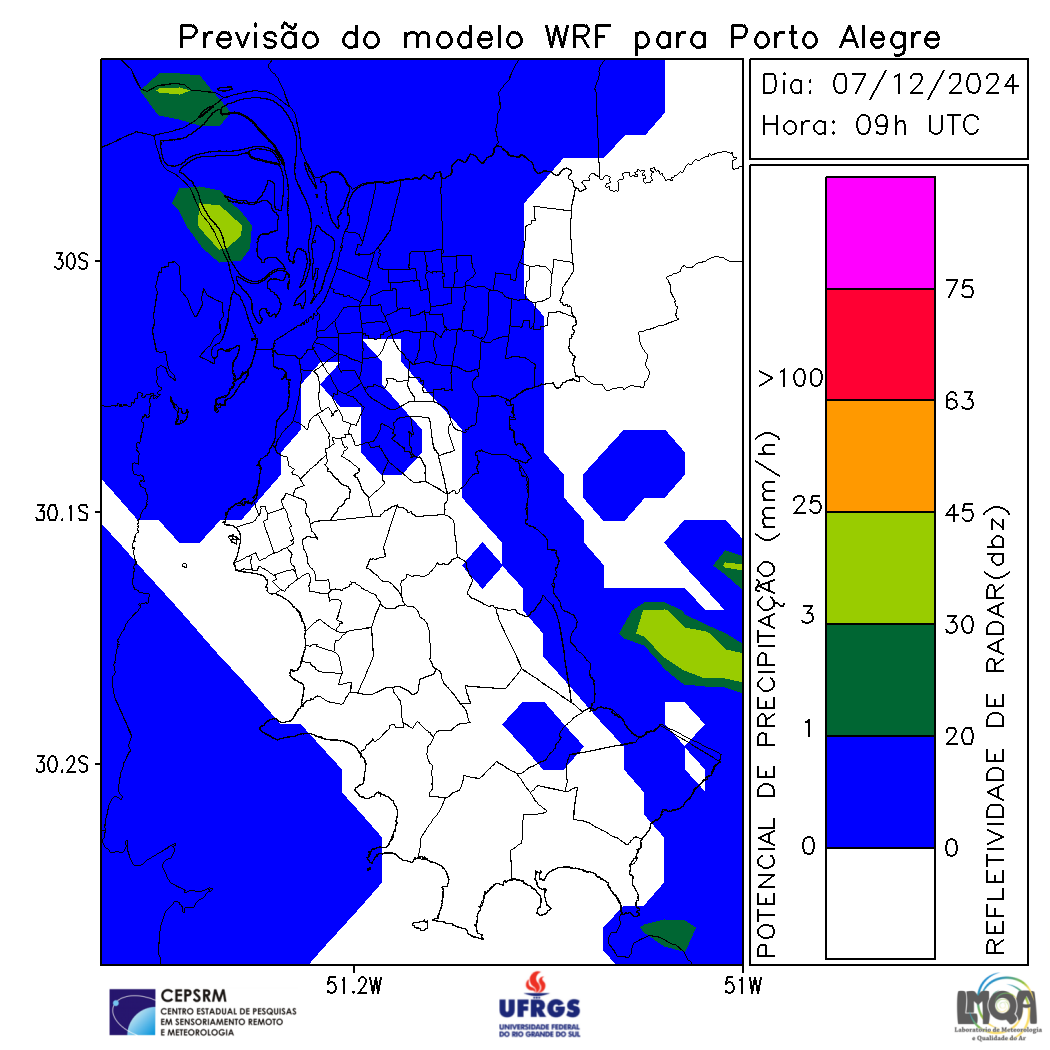 Previsão do modelo WRF para Porto Alegre
Dia: 07/12/2024
Hora: 09h UTC
30S
30.1S
30.2S
51.2W
51W
POTENCIAL DE PRECIPITAÇÃO (mm/h)
>100
25
3
1
0
75
63
45
30
20
0
REFLETIVIDADE DE RADAR(dbz)
CEPSRM
CENTRO ESTADUAL DE PESQUISAS
EM SENSORIAMENTO REMOTO
E METEOROLOGIA
UFRGS
UNIVERSIDADE FEDERAL
DO RIO GRANDE DO SUL
LMQA
Laboratório de Meteorologia
e Qualidade do Ar